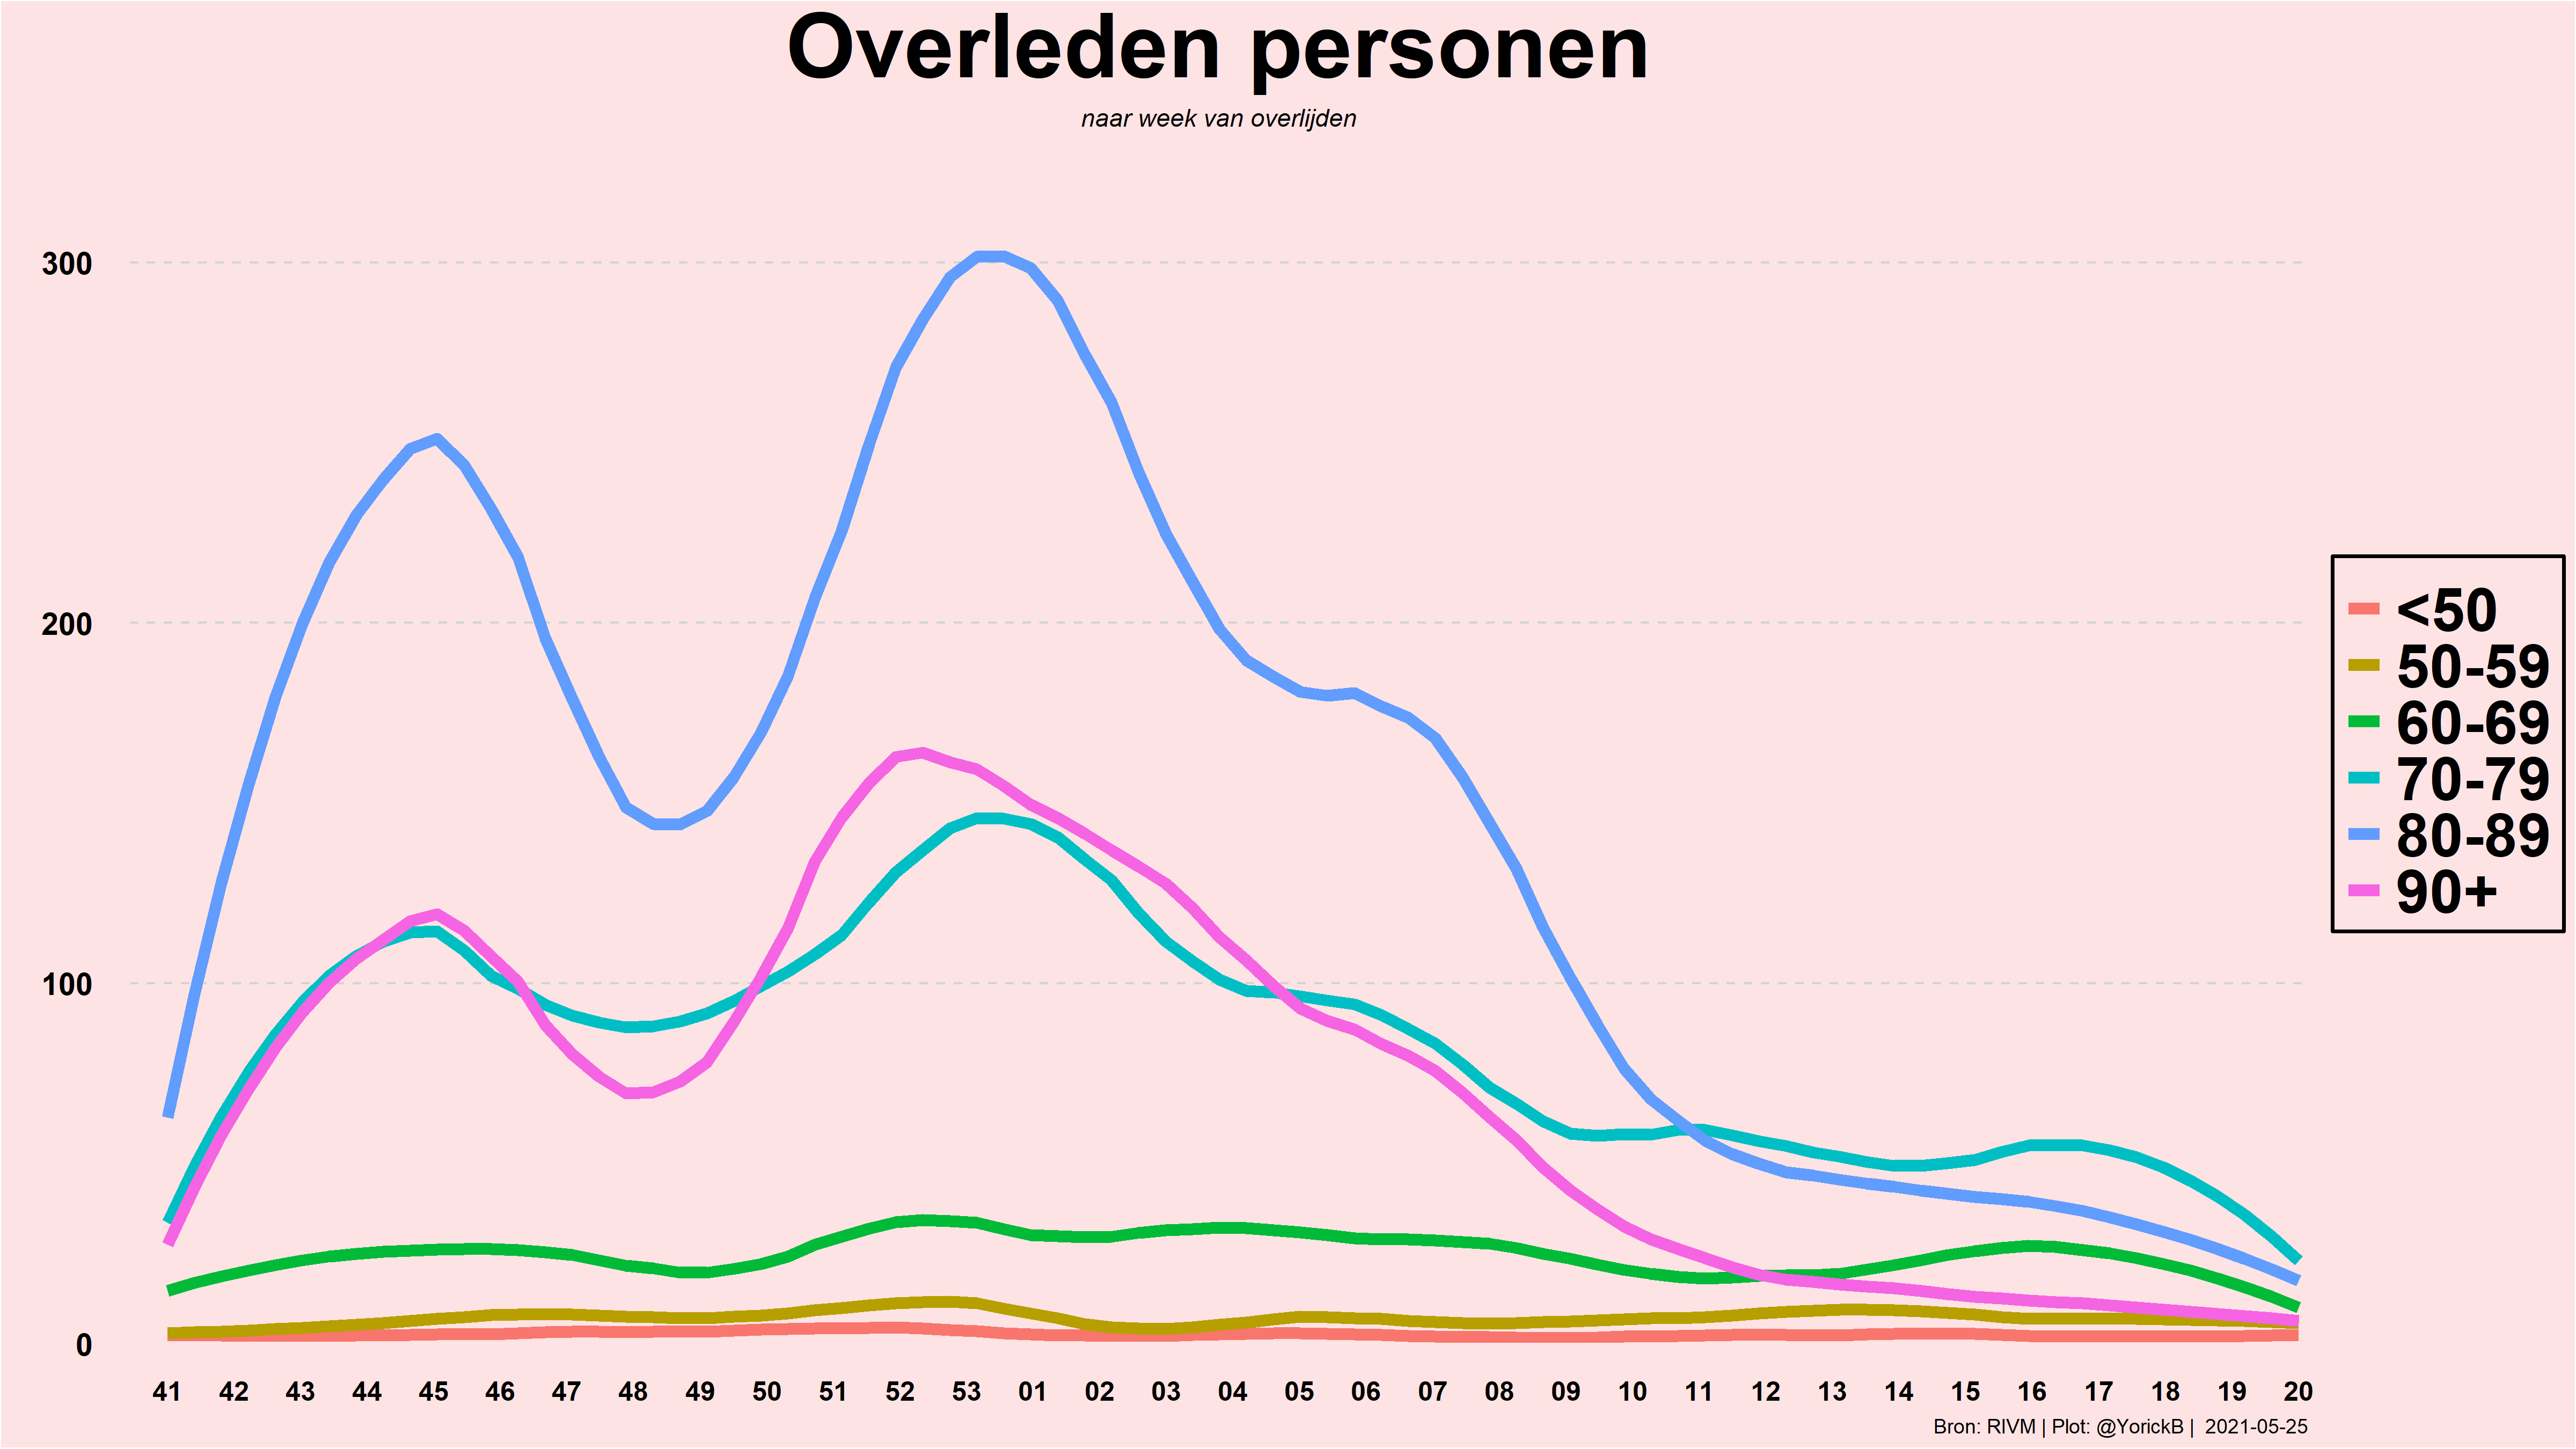 Overleden personen
naar week van overlijden
300
200
100
0
<50
50-59
60-69
70-79
80-89
90+
41 42 43 44 45 46 47 48 49 50 51 52 53 01 02 03 04 05 06 07 08 09 10 11 12 13 14 15 16 17 18 19 20
Bron: RIVM | Plot: @YorickB | 2021-05-25